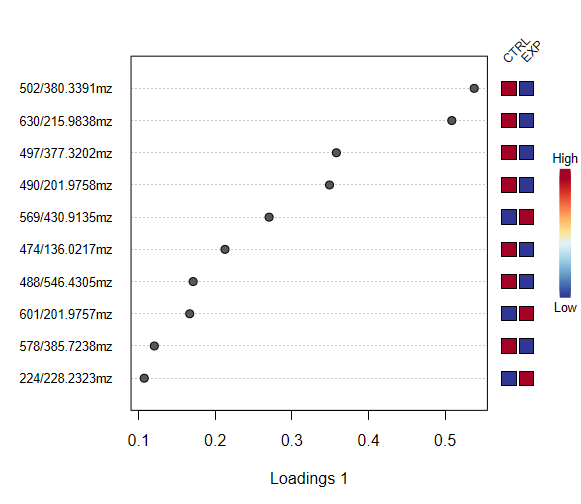 CTRL
EXP
502/380.3391mz
630/215.9838mz
497/377.3202mz
490/201.9758mz
569/430.9135mz
474/136.0217mz
488/546.4305mz
601/201.9757mz
578/385.7238mz
224/228.2323mz
High
Low
0.1 0.2 0.3 0.4 0.5
Loadings 1